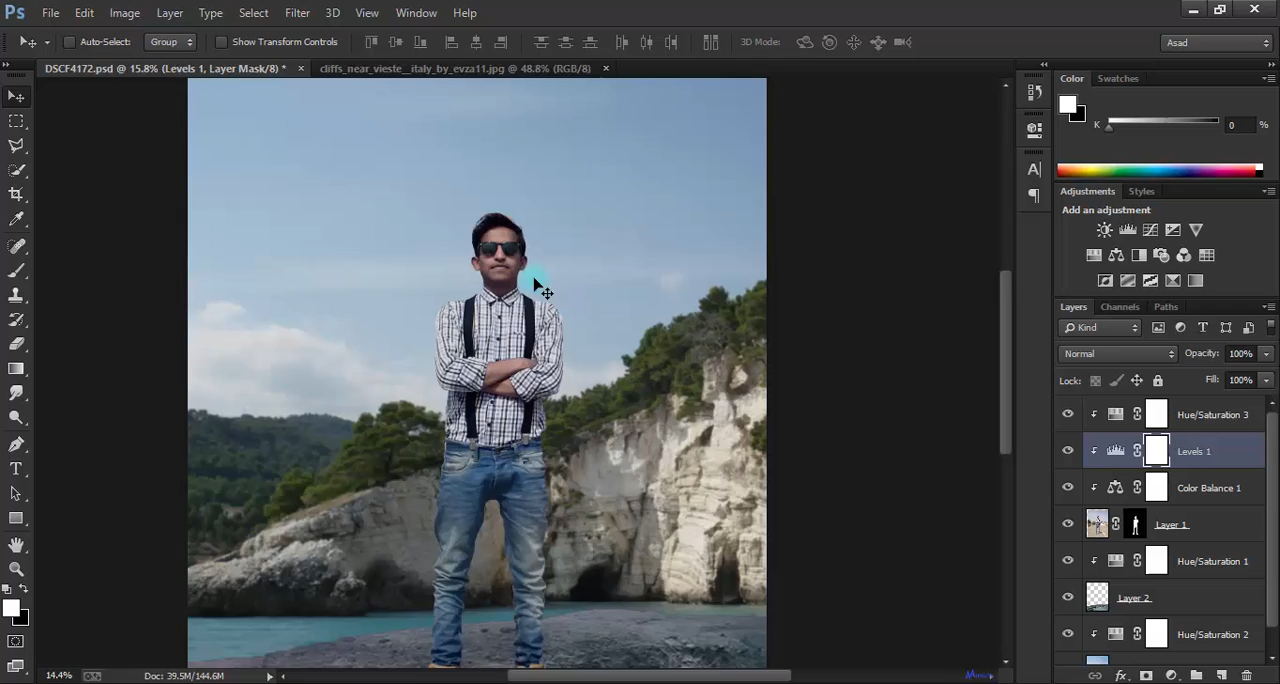 Ps File Edit Image Layer Type Select Filter 3D View Window Help
Auto-Select: Group Show Transform Controls 3D Mode: Asad
DSCF4172.psd @ 15.8% (Levels 1, Layer Mask/8) * × cliffs_near_vieste__italy_by_evza11.jpg @ 48.8% (RGB/8) ×
Color Swatches
K 0 %
Adjustments Styles
Add an adjustment
Layers Channels Paths
Kind
Normal Opacity: 100%
Lock: Fill: 100%
Hue/Saturation 3
Levels 1
Color Balance 1
Layer 1
Hue/Saturation 1
Layer 2
Hue/Saturation 2
14.4% Doc: 39.5M/144.6M